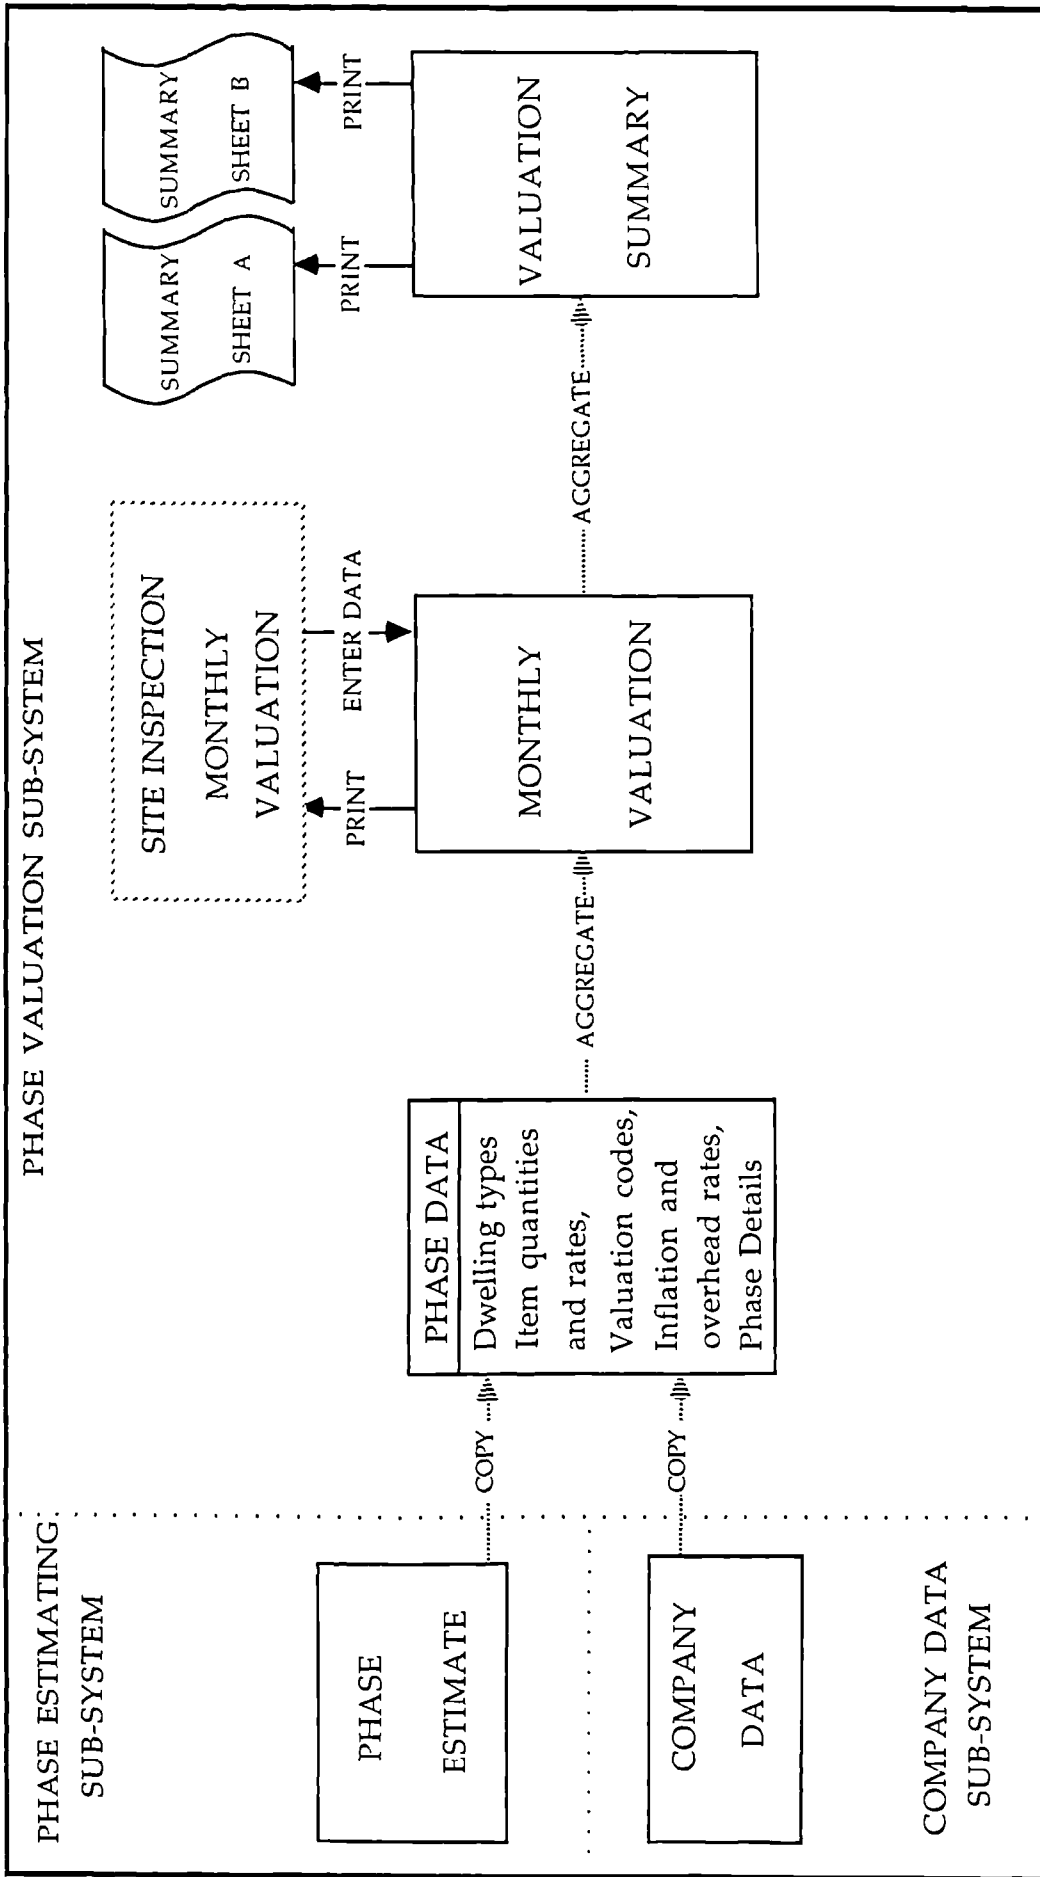 PHASE ESTIMATING
SUB-SYSTEM
PHASE VALUATION SUB-SYSTEM
PHASE
ESTIMATE
COMPANY
DATA
COMPANY DATA
SUB-SYSTEM
COPY
COPY
PHASE DATA
Dwelling types
Item quantities
and rates,
Valuation codes,
Inflation and
overhead rates,
Phase Details
AGGREGATE
SITE INSPECTION
MONTHLY
VALUATION
PRINT
ENTER DATA
MONTHLY
VALUATION
AGGREGATE
SUMMARY
SHEET A
SUMMARY
SHEET B
PRINT
PRINT
VALUATION
SUMMARY